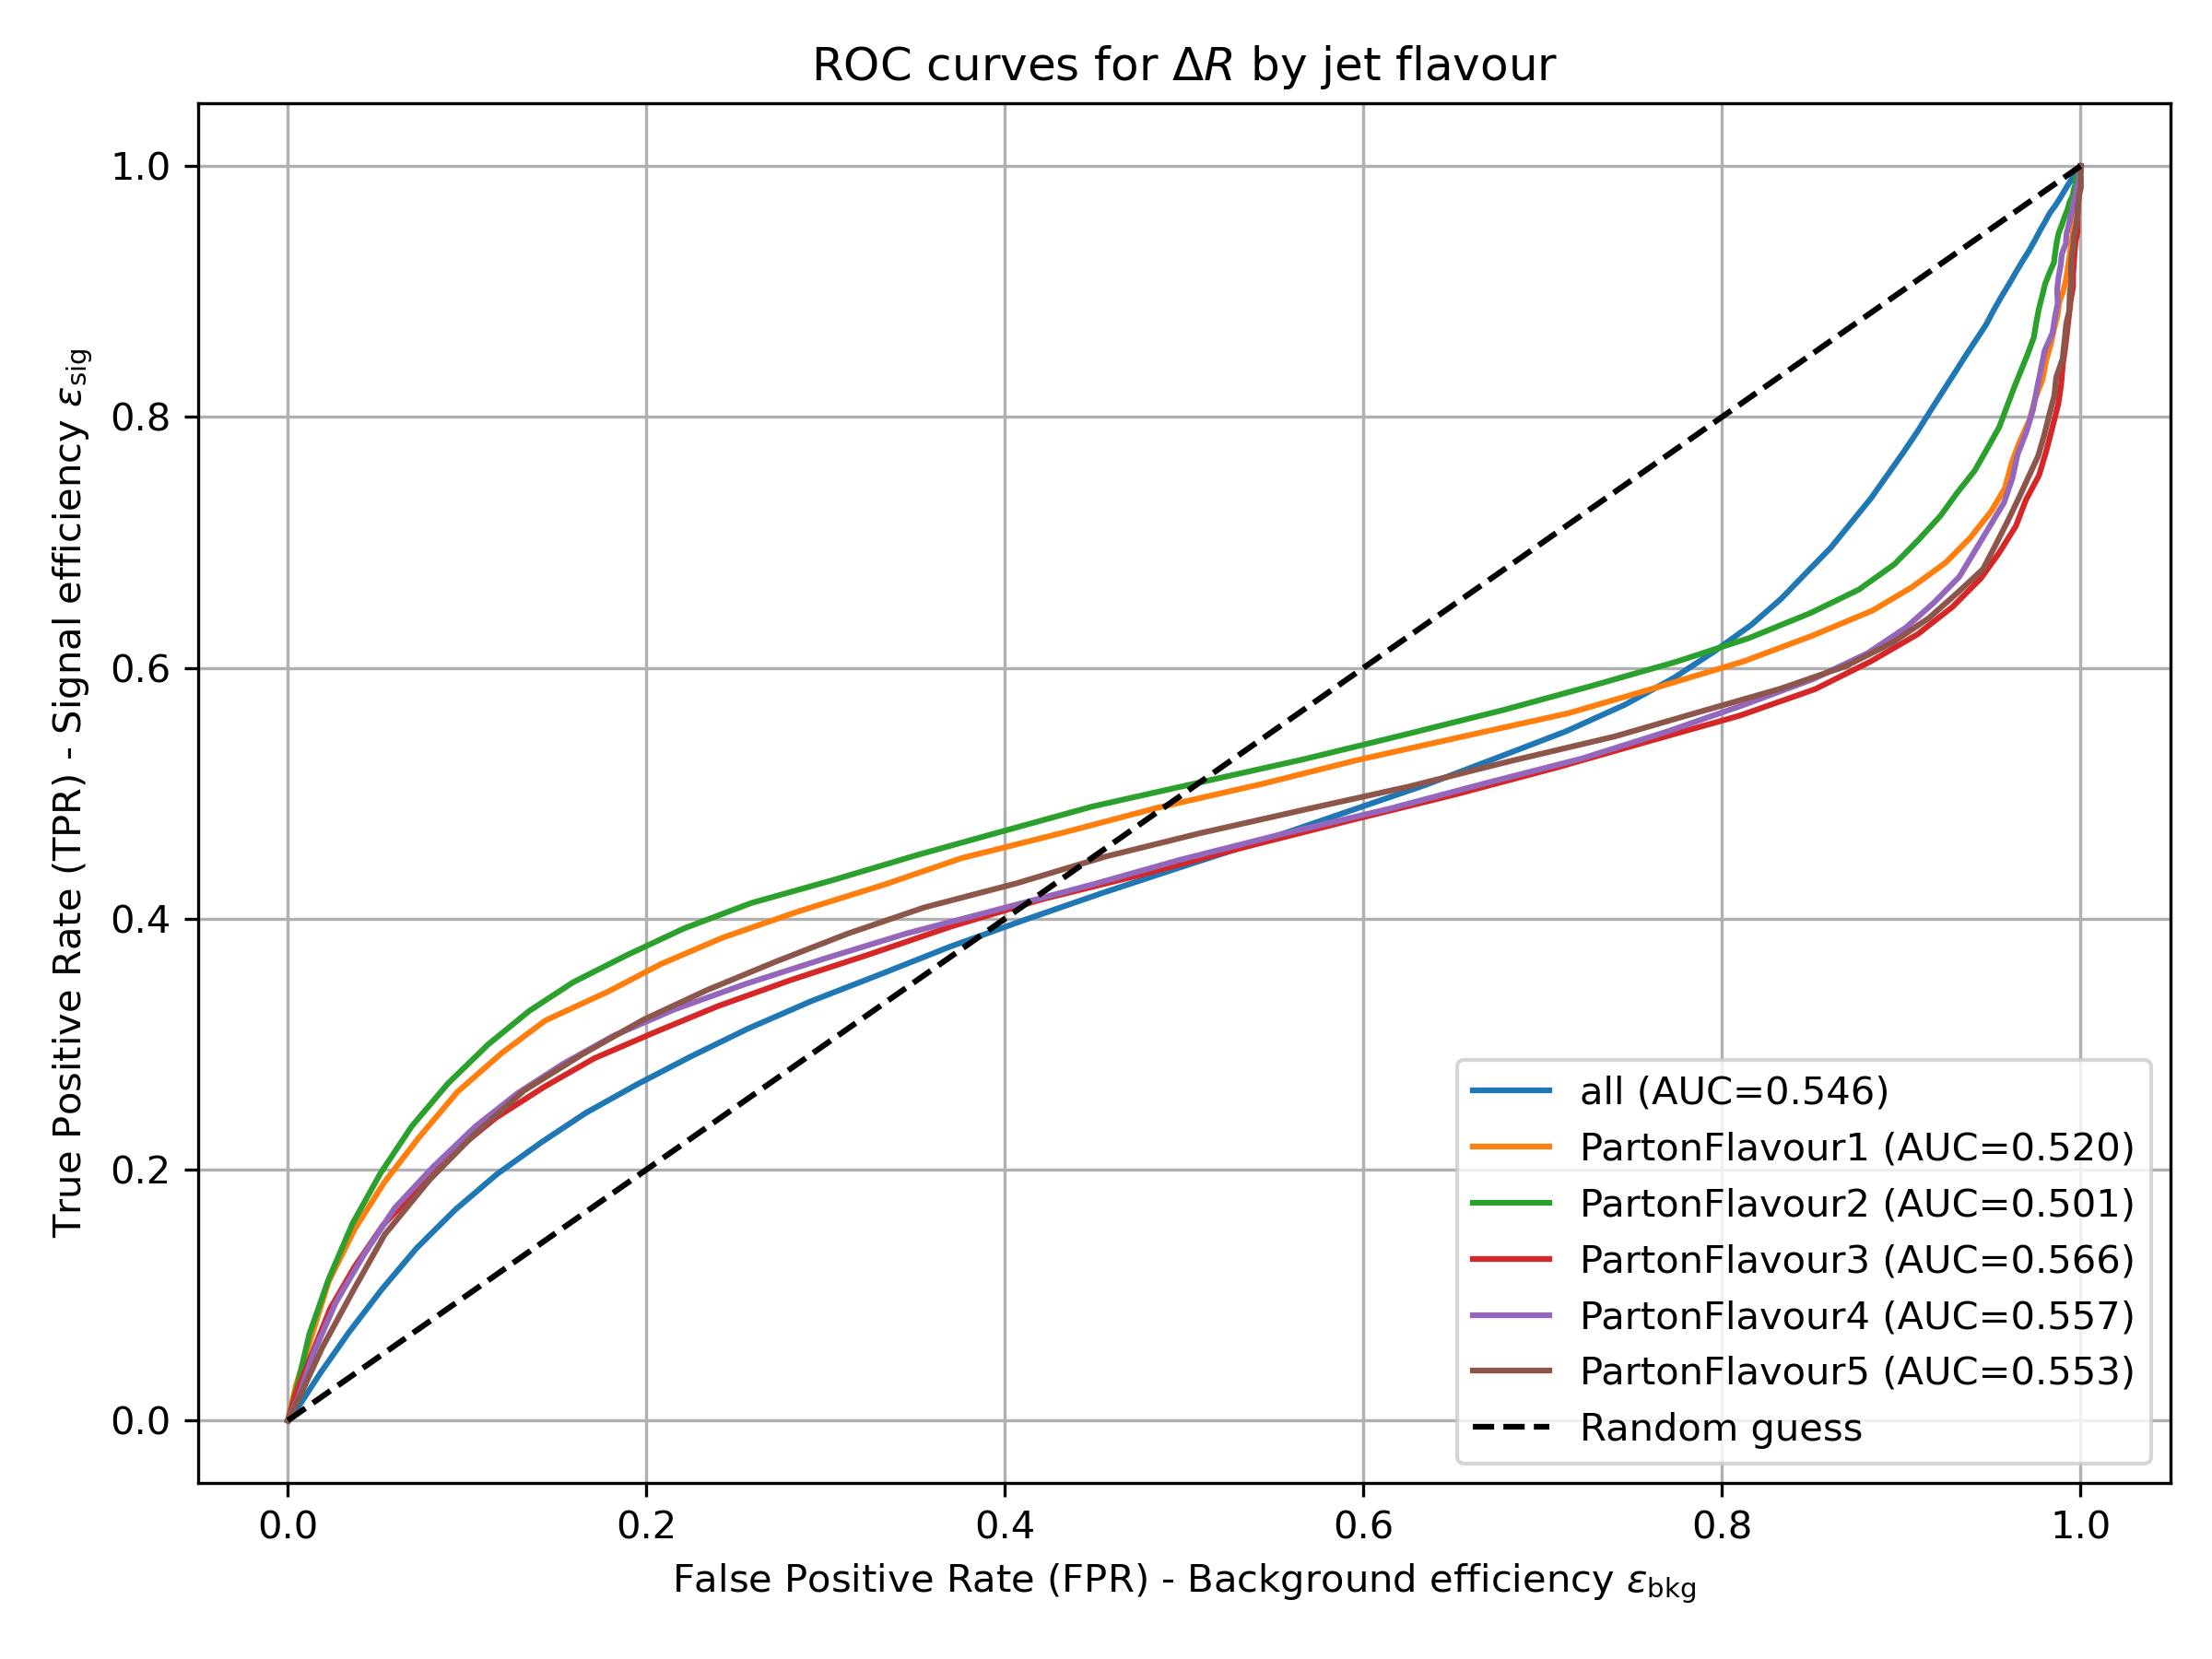 ROC curves for ΔR by jet flavour
True Positive Rate (TPR) - Signal efficiency ε_sig
1.0
0.8
0.6
0.4
0.2
0.0
0.0 0.2 0.4 0.6 0.8 1.0
False Positive Rate (FPR) - Background efficiency ε_bkg
all (AUC=0.546)
PartonFlavour1 (AUC=0.520)
PartonFlavour2 (AUC=0.501)
PartonFlavour3 (AUC=0.566)
PartonFlavour4 (AUC=0.557)
PartonFlavour5 (AUC=0.553)
Random guess